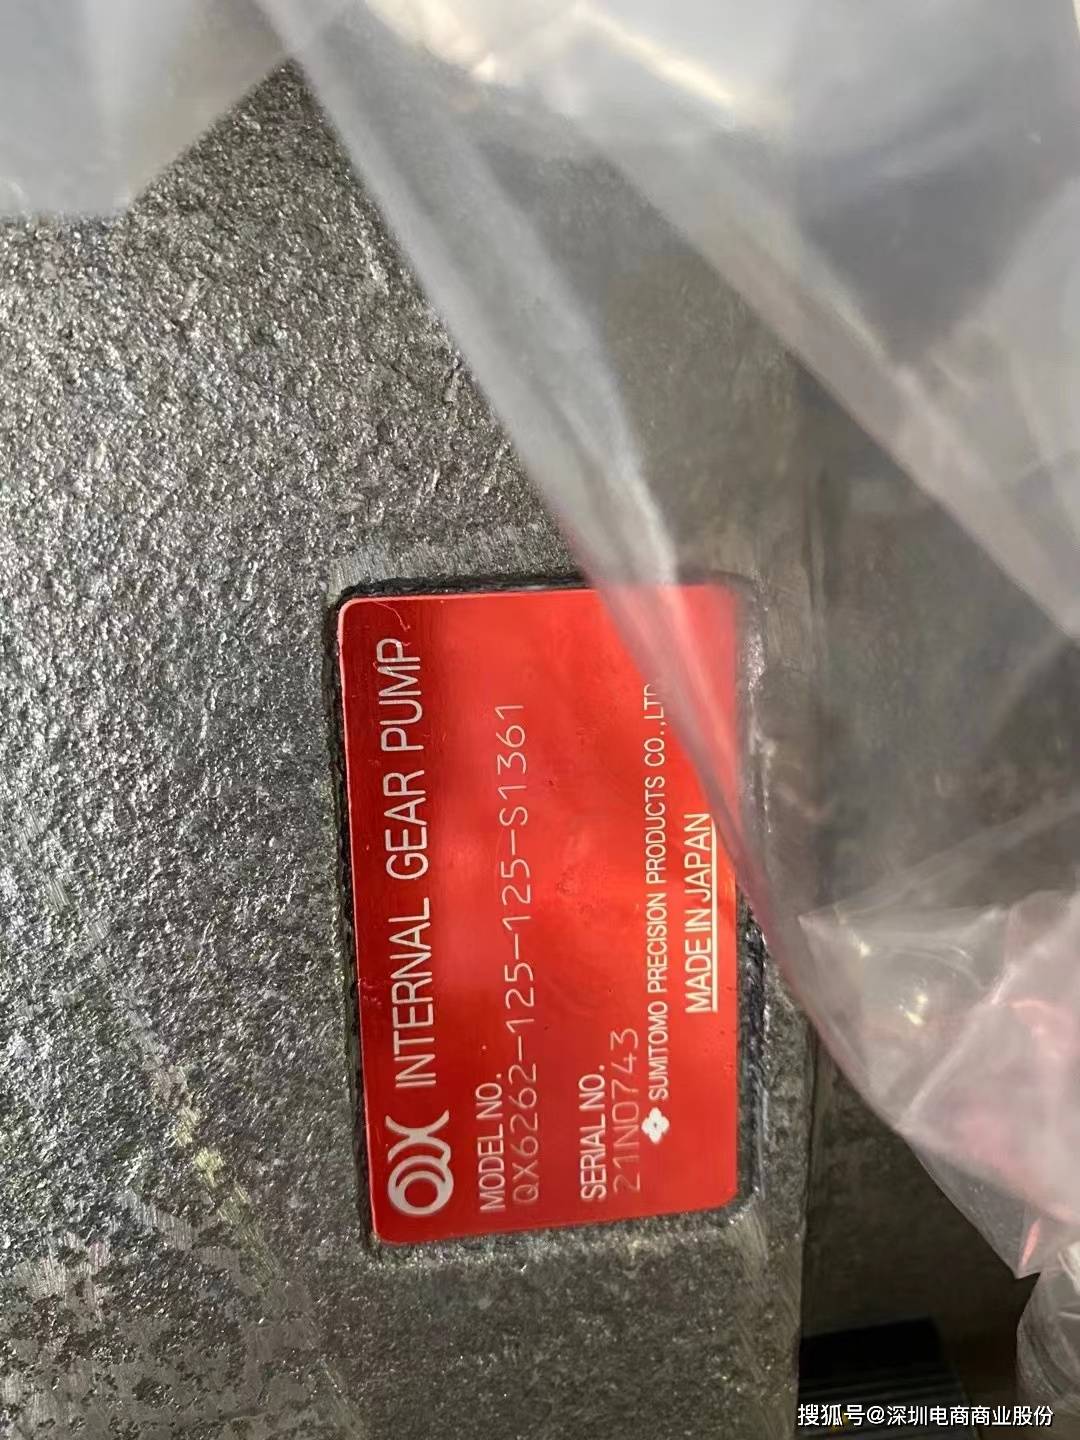 QX INTERNAL GEAR PUMP
MODEL NO.
QX6262-125-125-S1361
SERIAL NO.
21N0743
SUMITOMO PRECISION PRODUCTS CO.,LTD
MADE IN JAPAN
搜狐号@深圳电商商业股份